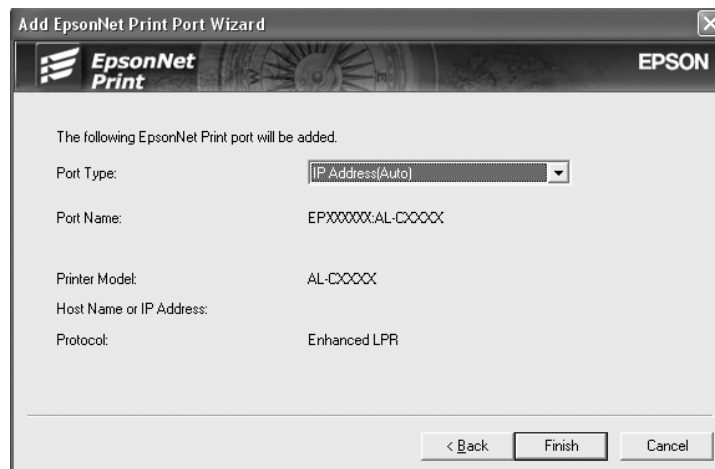 Add EpsonNet Print Port Wizard
EpsonNet
Print
EPSON
The following EpsonNet Print port will be added.
Port Type: IP Address(Auto)
Port Name: EPXXXXXX:AL-CXXXX
Printer Model: AL-CXXXX
Host Name or IP Address:
Protocol: Enhanced LPR
< Back Finish Cancel